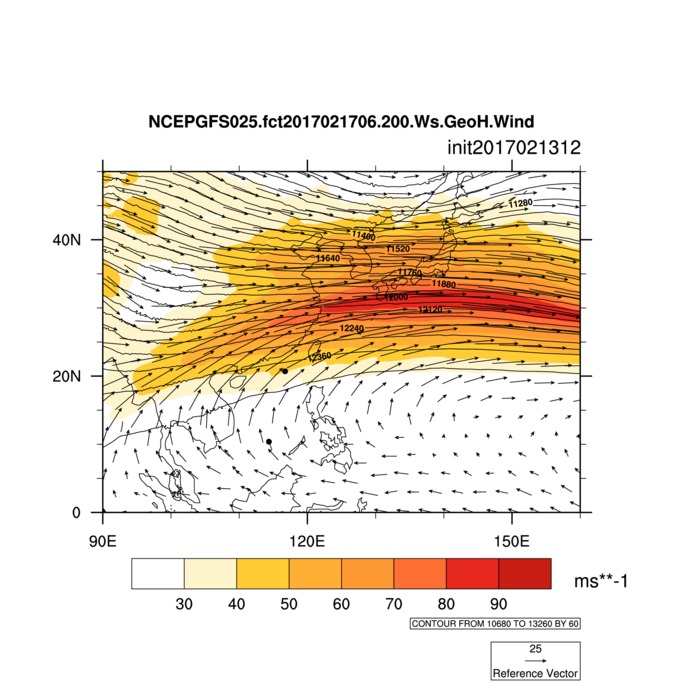 NCEPGFS025.fct2017021706.200.Ws.GeoH.Wind
init2017021312
11280
11400
11520
11640
11760
11880
12000
12120
12240
12360
40N
20N
0
90E 120E 150E
ms**-1
30 40 50 60 70 80 90
CONTOUR FROM 10680 TO 13260 BY 60
25
Reference Vector